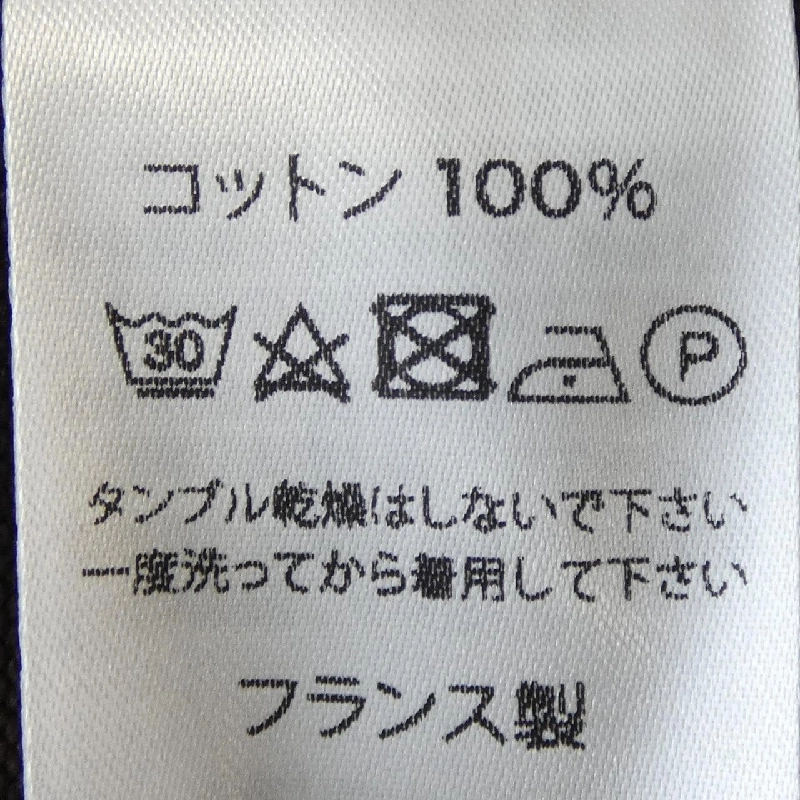 コットン 100%
30 P
タンブル乾燥はしないで下さい
一度洗ってから着用して下さい
フランス製